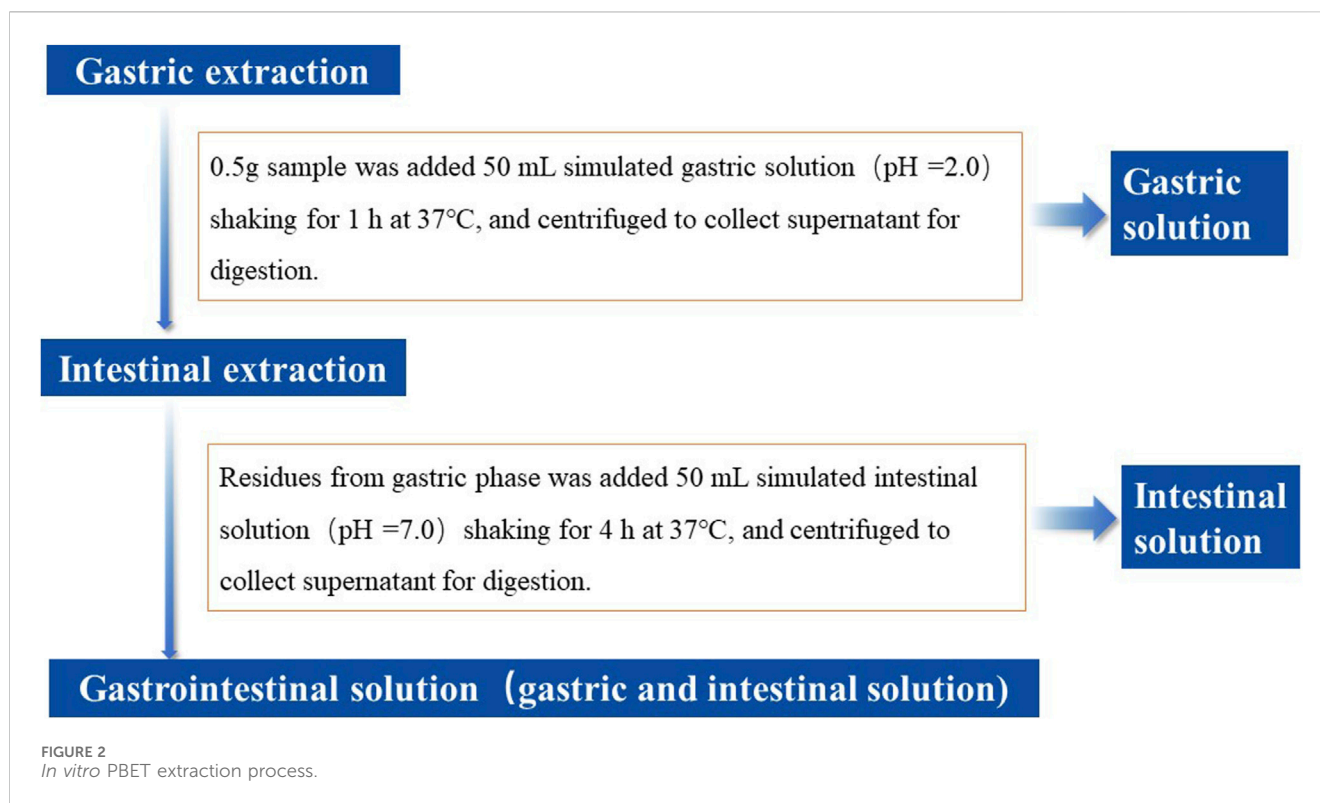 Gastric extraction
0.5g sample was added 50 mL simulated gastric solution（pH =2.0）
shaking for 1 h at 37°C, and centrifuged to collect supernatant for
digestion.
Gastric
solution
Intestinal extraction
Residues from gastric phase was added 50 mL simulated intestinal
solution（pH =7.0）shaking for 4 h at 37°C, and centrifuged to
collect supernatant for digestion.
Intestinal
solution
Gastrointestinal solution（gastric and intestinal solution)
FIGURE 2
In vitro PBET extraction process.